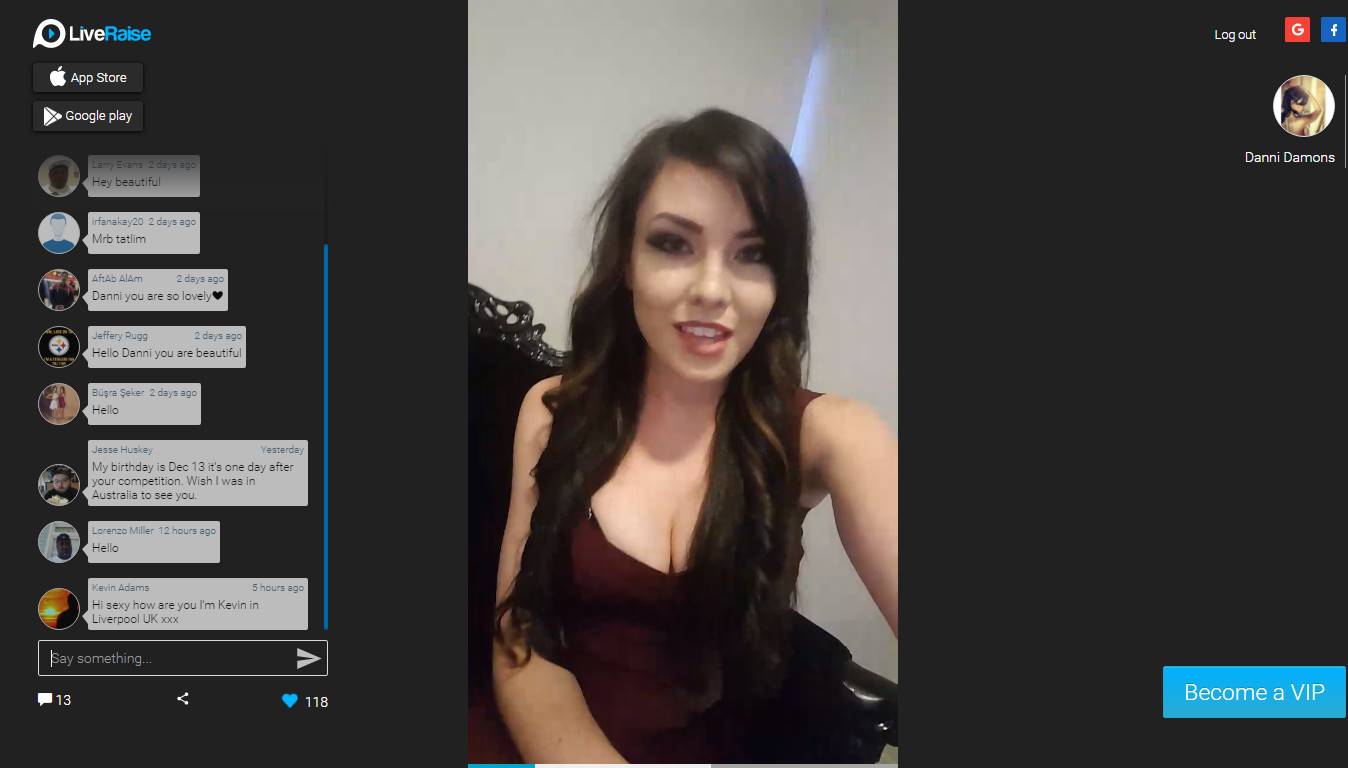 LiveRaise
App Store
Google play
Larry Evans 2 days ago
Hey beautiful
irfanakay20 2 days ago
Mrb tatlim
AftAb AlAm 2 days ago
Danni you are so lovely🖤
Jeffery Rugg 2 days ago
Hello Danni you are beautiful
Büşra Şeker 2 days ago
Hello
Jesse Huskey Yesterday
My birthday is Dec 13 it's one day after
your competition. Wish I was in
Australia to see you.
Lorenzo Miller 12 hours ago
Hello
Kevin Adams 5 hours ago
Hi sexy how are you I'm Kevin in
Liverpool UK xxx
Say something...
13
118
Log out
G
f
Danni Damons
Become a VIP